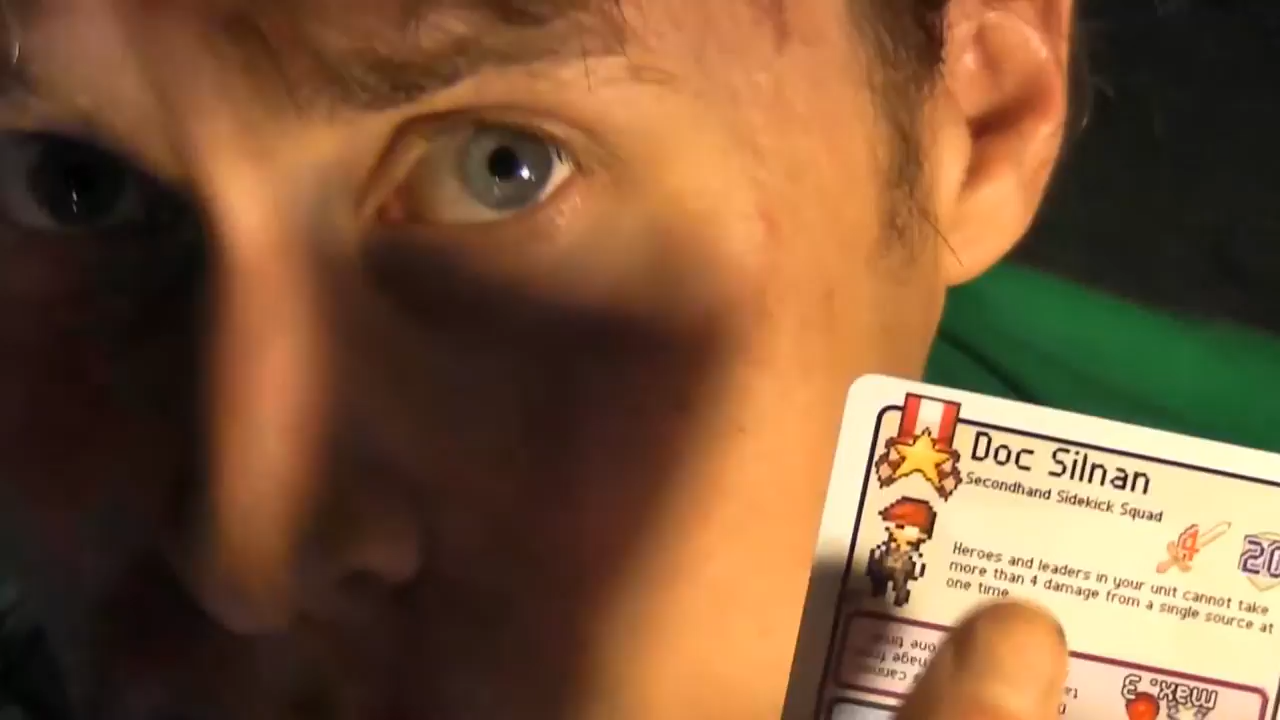 Doc Silnan
Secondhand Sidekick Squad
4
20
Heroes and leaders in your unit cannot take
more than 4 damage from a single source at
one time.
max. 3